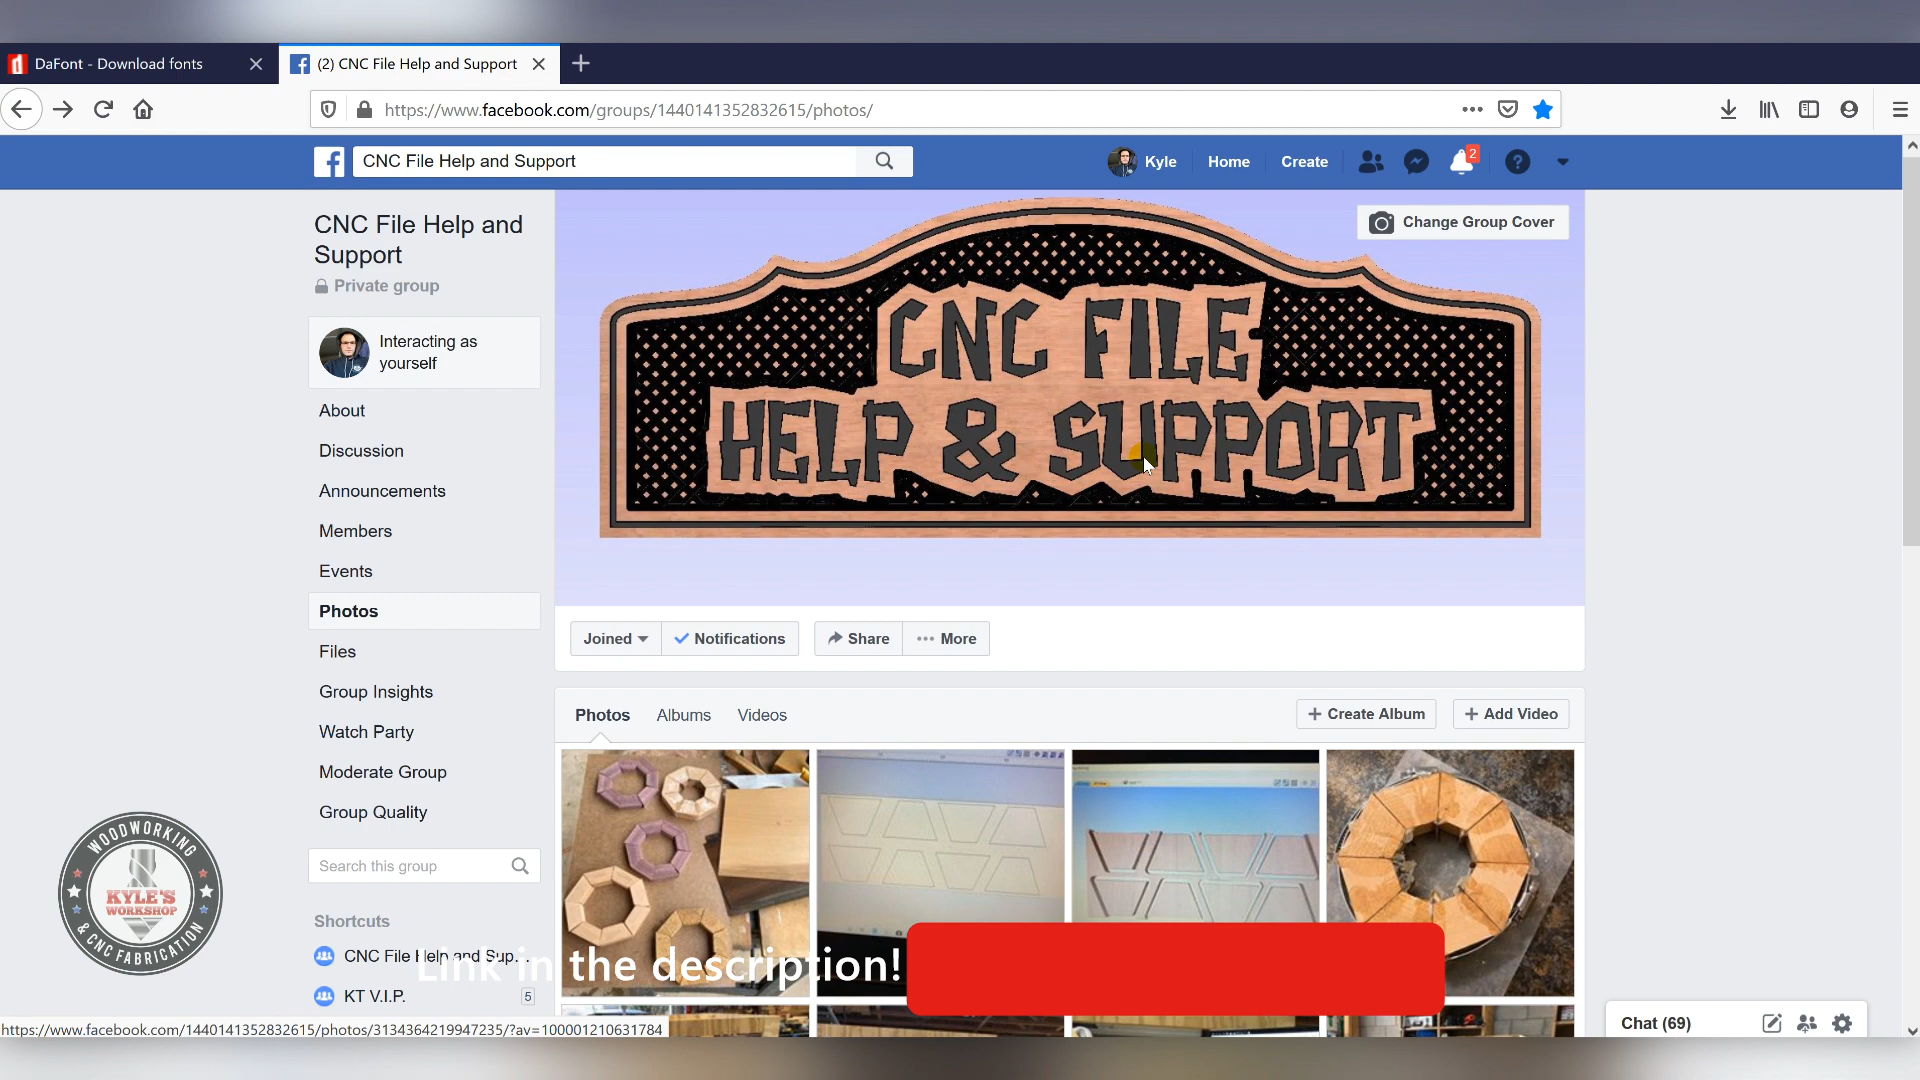 DaFont - Download fonts
(2) CNC File Help and Support
https://www.facebook.com/groups/1440141352832615/photos/
CNC File Help and Support
Kyle
Home
Create
2
CNC File Help and Support
Private group
Change Group Cover
CNC FILE
HELP & SUPPORT
Interacting as yourself
About
Discussion
Announcements
Members
Events
Photos
Files
Group Insights
Watch Party
Moderate Group
Group Quality
Joined
Notifications
Share
More
Photos
Albums
Videos
Create Album
Add Video
Search this group
Shortcuts
CNC File Help and Sup...
KT V.I.P.
5
WOODWORKING
KYLE'S
WORKSHOP
& CNC FABRICATION
Link in the description!
https://www.facebook.com/1440141352832615/photos/3134364219947235/?av=100001210631784
Chat (69)